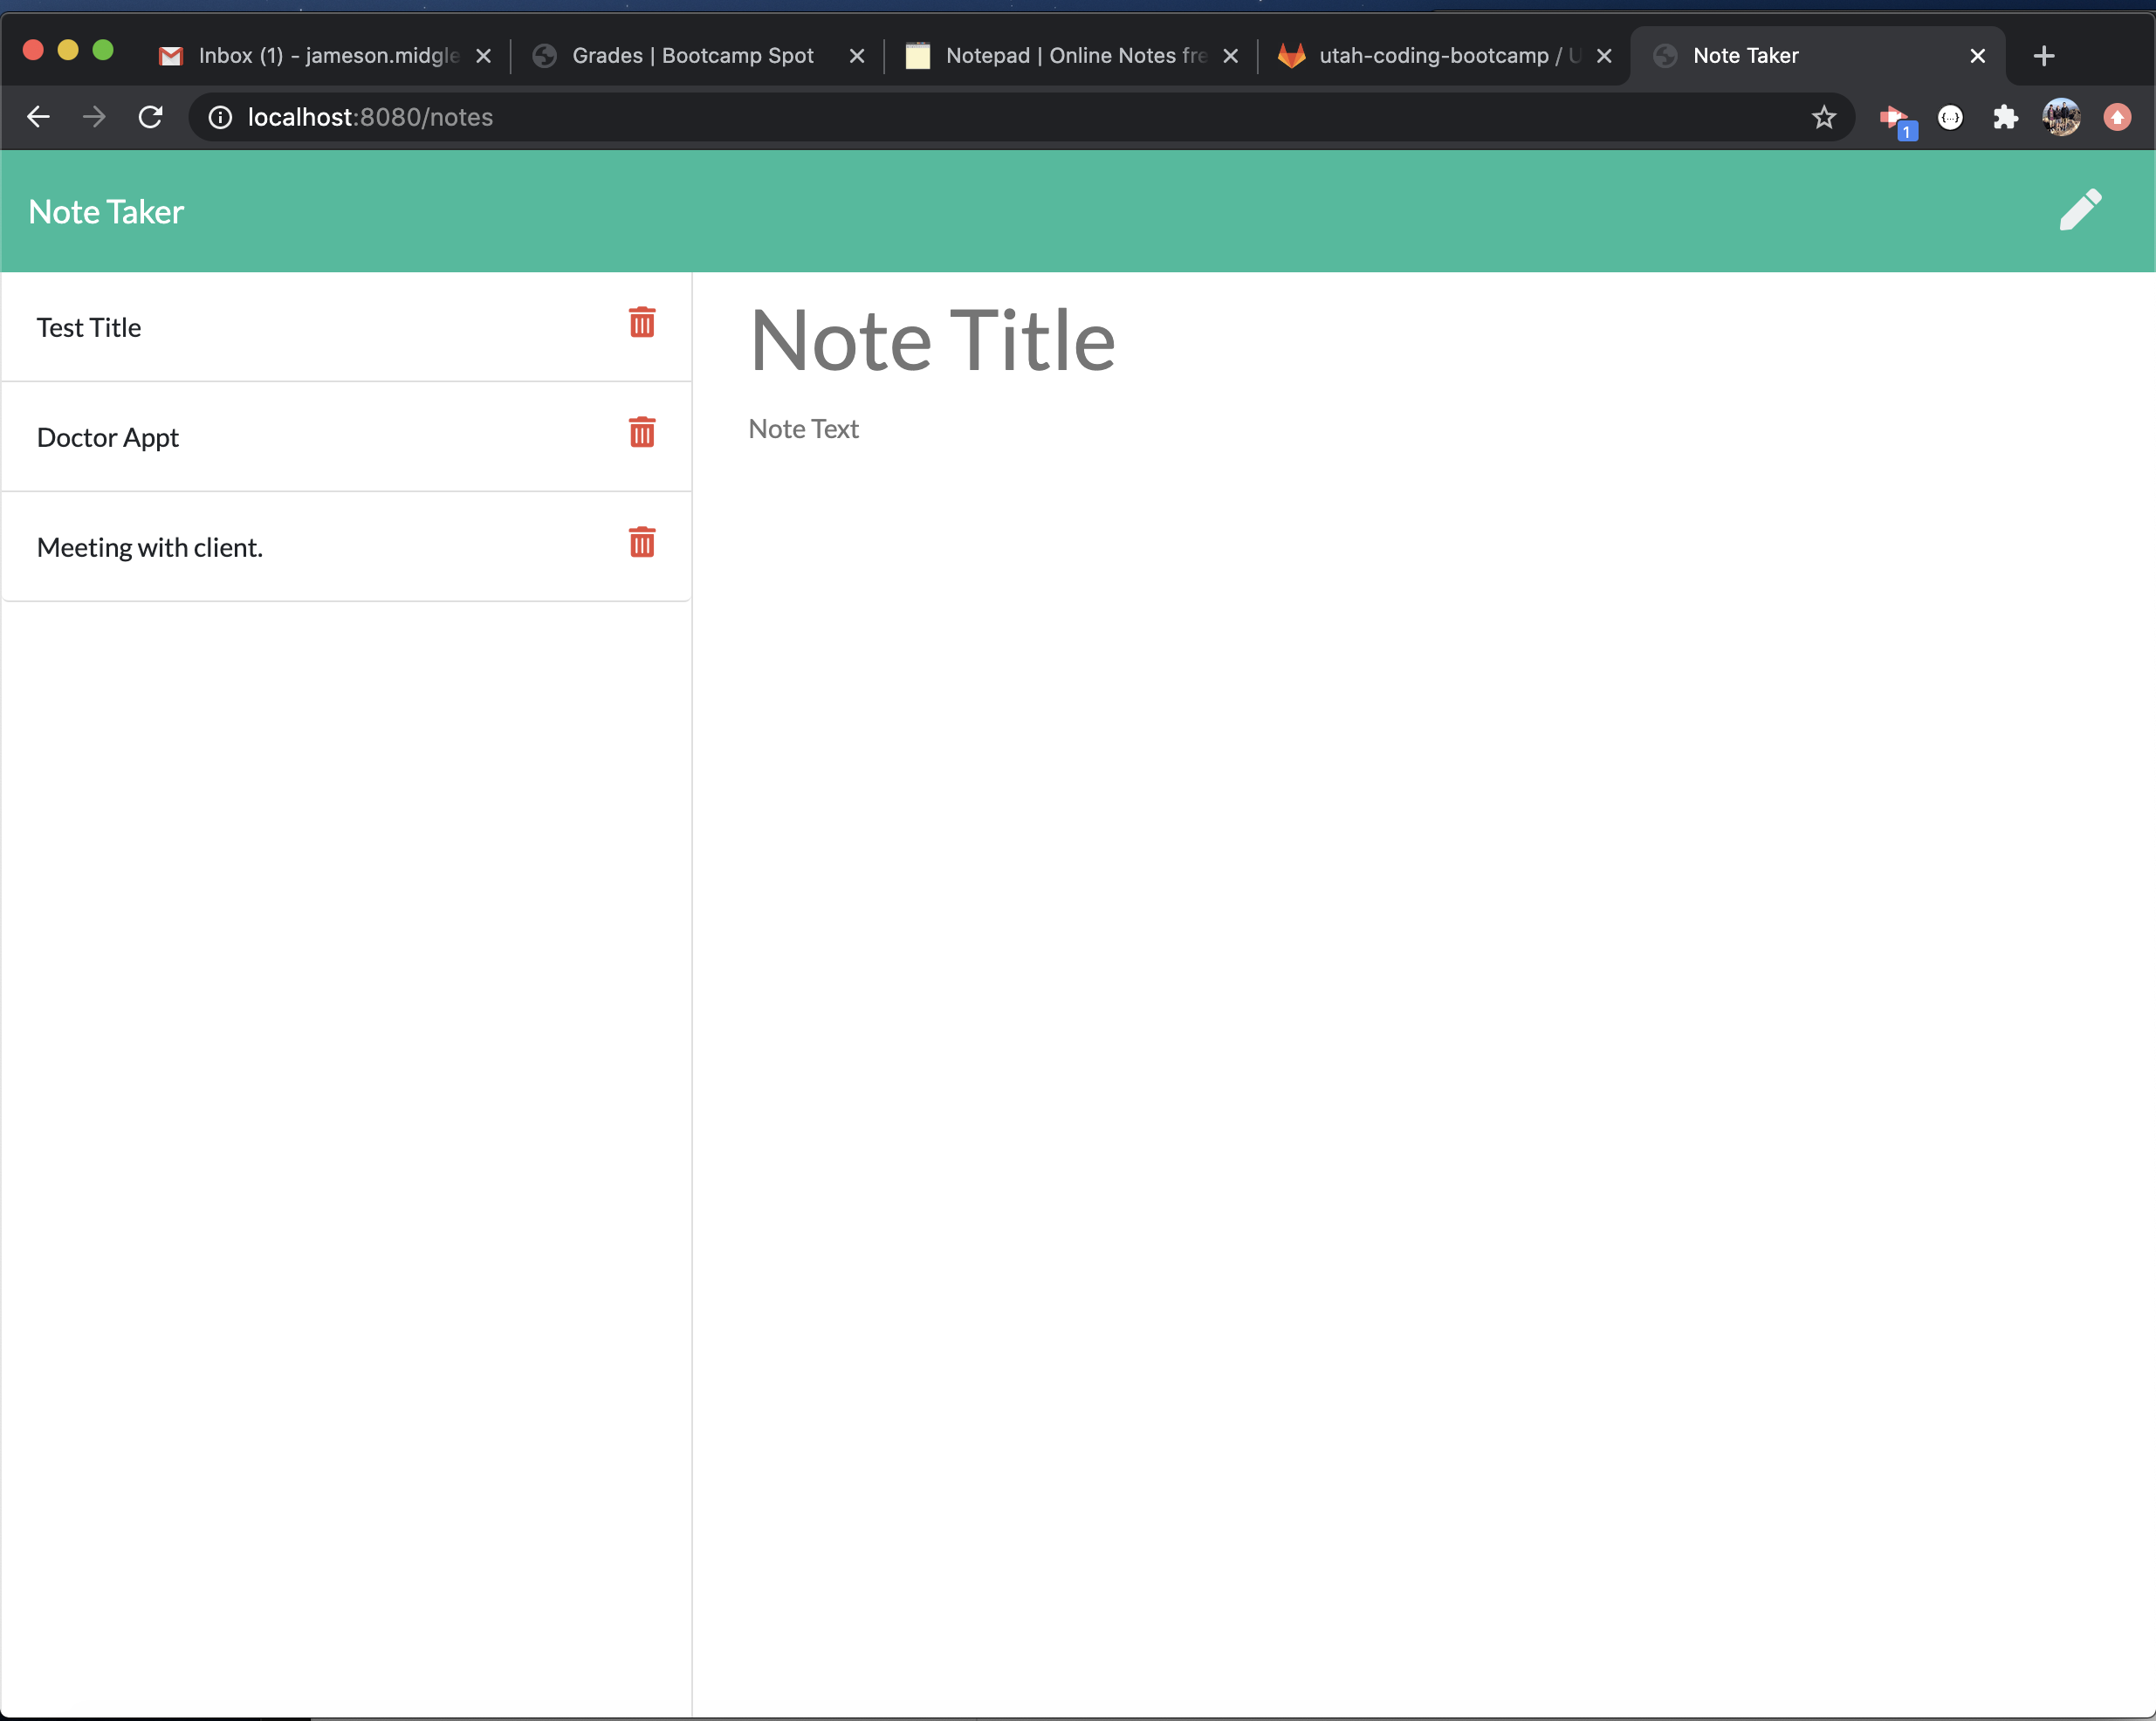 Inbox (1) - jameson.midgle
Grades | Bootcamp Spot
Notepad | Online Notes fre
utah-coding-bootcamp / U
Note Taker
localhost:8080/notes
1
Note Taker
Test Title
Doctor Appt
Meeting with client.
Note Title
Note Text